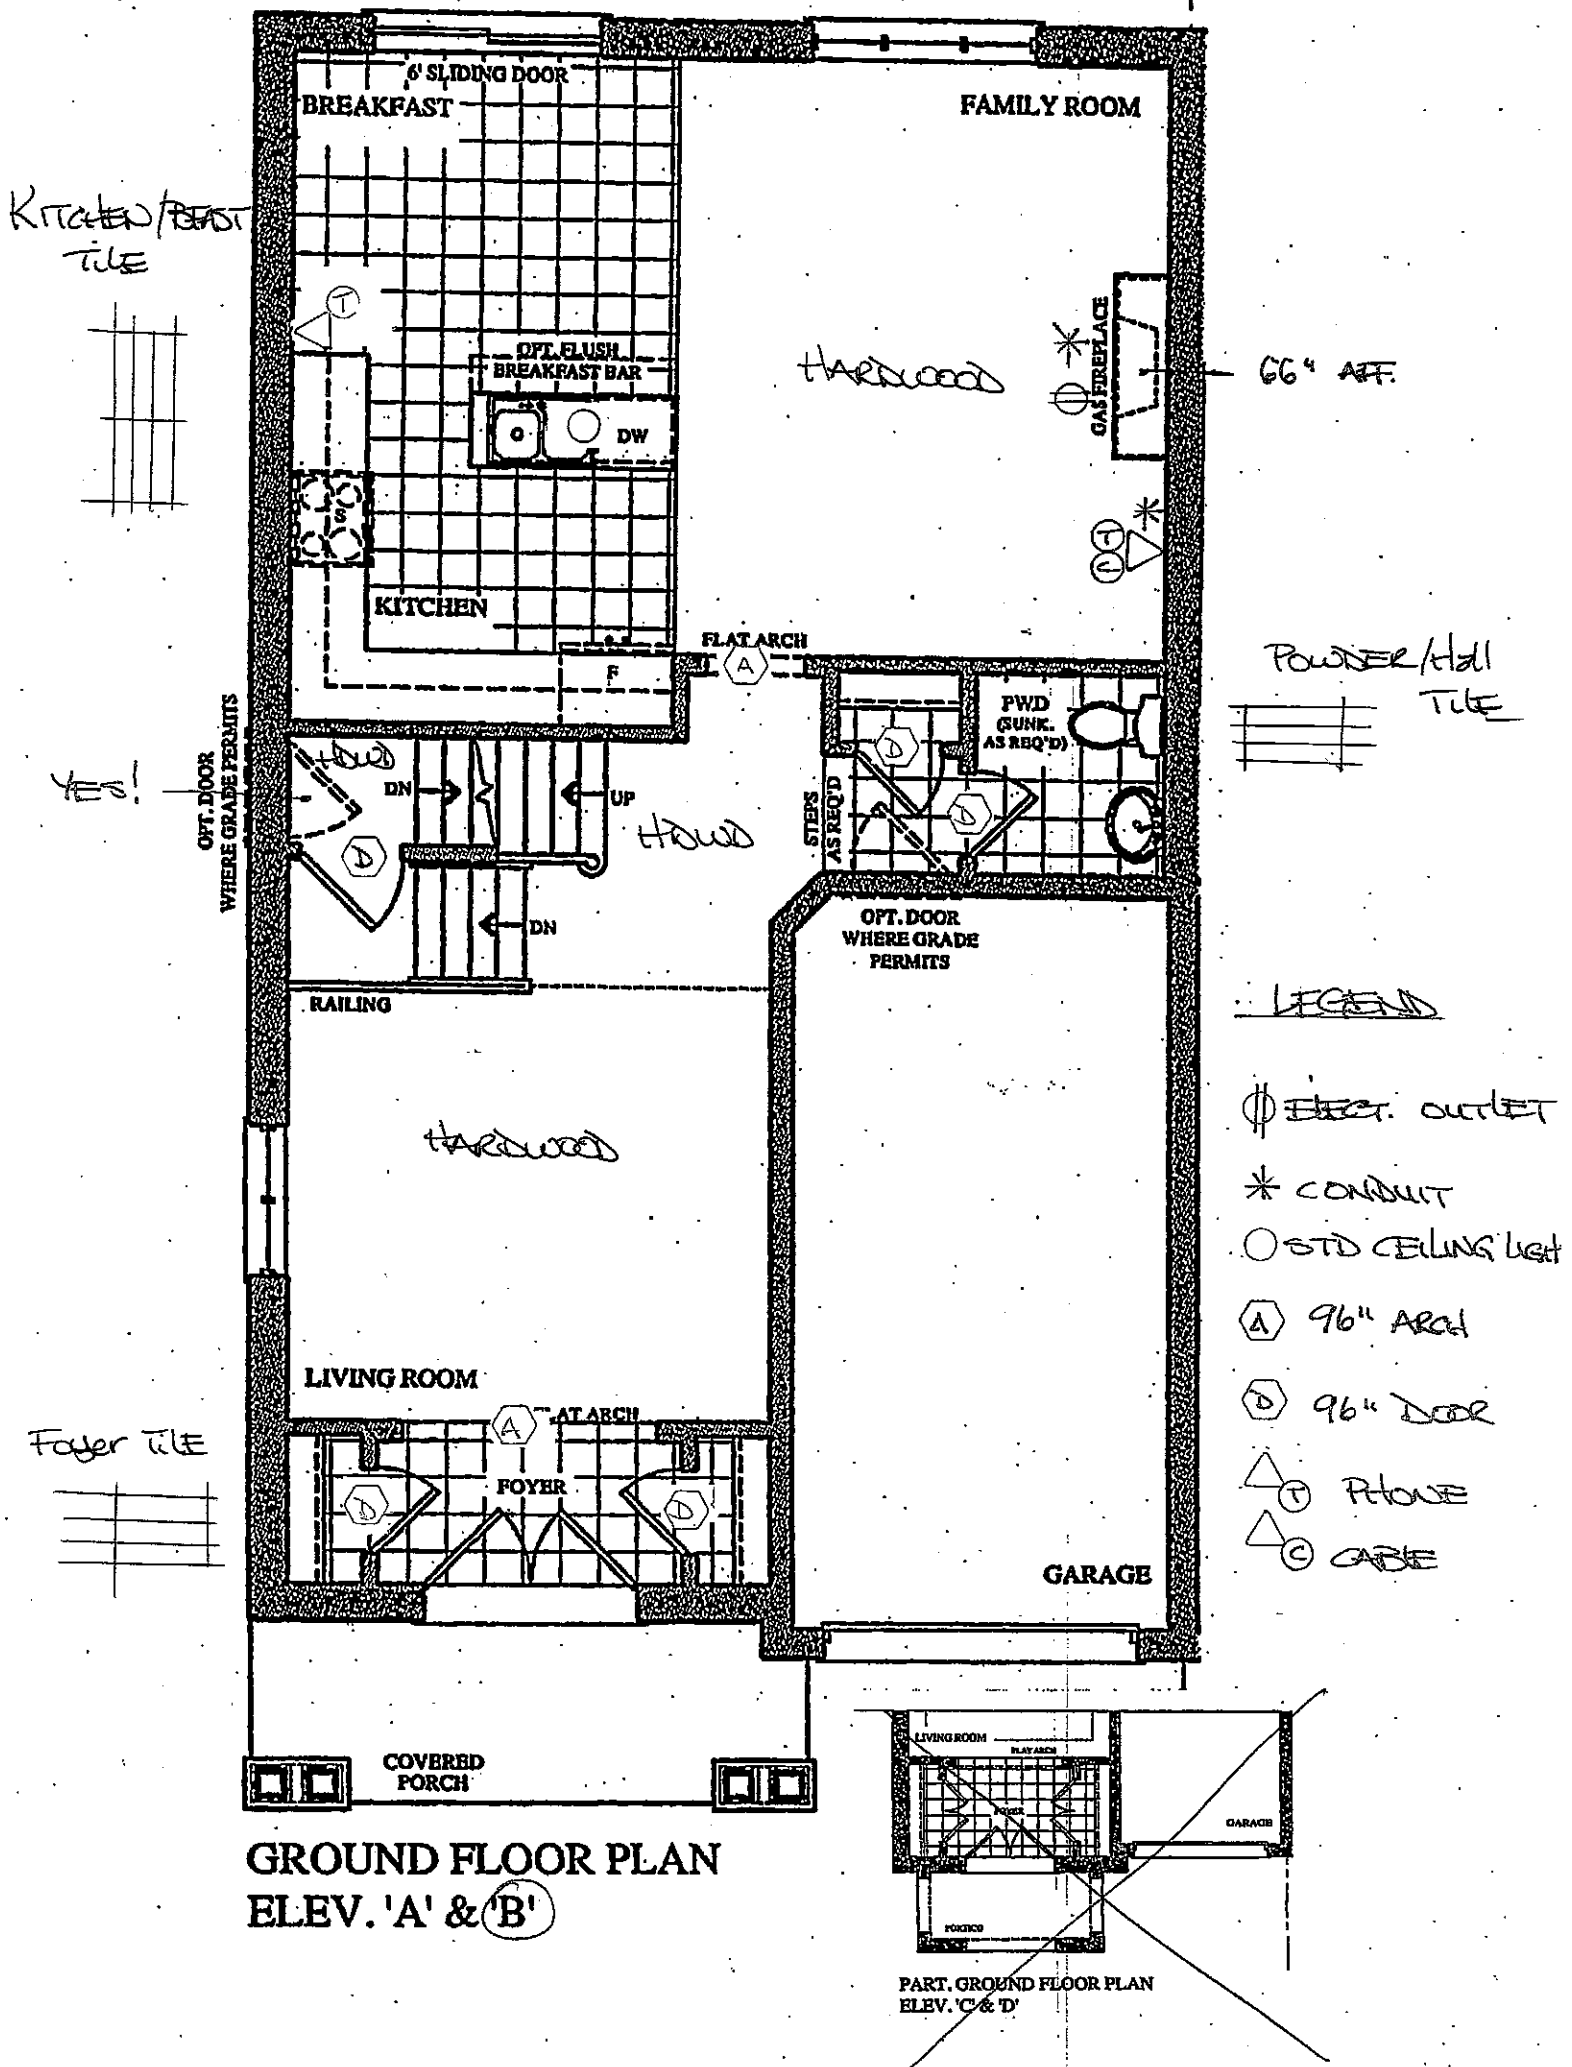 6' SLIDING DOOR
BREAKFAST
FAMILY ROOM
KITCHEN/BFAST
TILE
T
OPT. FLUSH
BREAKFAST BAR
DW
HARDWOOD
GAS FIREPLACE
66" AFF.
S
T
C
KITCHEN
F
FLAT ARCH
A
POWDER/Hall
TILE
PWD
(SUNK.
AS REQ'D)
D
D
STEPS
AS REQ'D
OPT. DOOR
WHERE GRADE PERMITS
YES!
HDWD
DN
UP
HDWD
D
DN
OPT. DOOR
WHERE GRADE
PERMITS
RAILING
HARDWOOD
LEGEND
ELECT. OUTLET
CONDUIT
STD CEILING LIGH
A 96" ARCH
D 96" DOOR
T PHONE
C CABLE
LIVING ROOM
A
AT ARCH
Foyer TILE
FOYER
D
D
GARAGE
COVERED
PORCH
GROUND FLOOR PLAN
ELEV. 'A' & 'B'
LIVING ROOM
FLAT ARCH
FOYER
GARAGE
PORTICO
PART. GROUND FLOOR PLAN
ELEV. 'C' & 'D'